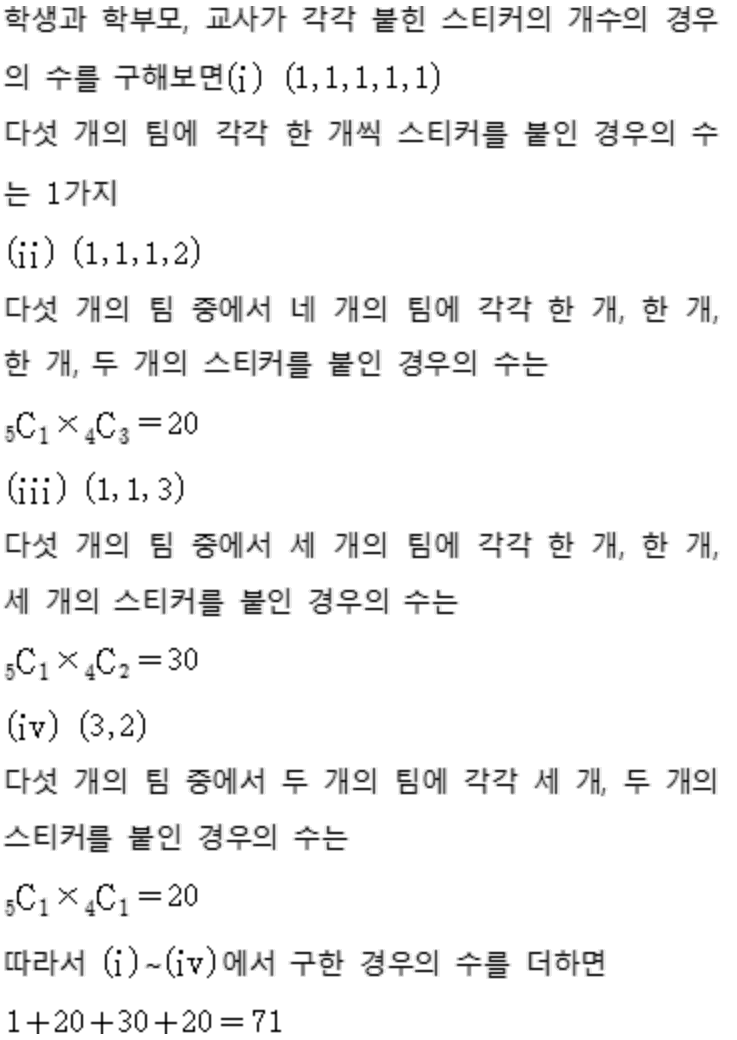 학생과 학부모, 교사가 각각 붙힌 스티커의 개수의 경우
의 수를 구해보면(i) (1,1,1,1,1)
다섯 개의 팀에 각각 한 개씩 스티커를 붙인 경우의 수
는 1가지
(ii) (1,1,1,2)
다섯 개의 팀 중에서 네 개의 팀에 각각 한 개, 한 개,
한 개, 두 개의 스티커를 붙인 경우의 수는
₅C₁×₄C₃=20
(iii) (1,1,3)
다섯 개의 팀 중에서 세 개의 팀에 각각 한 개, 한 개,
세 개의 스티커를 붙인 경우의 수는
₅C₁×₄C₂=30
(iv) (3,2)
다섯 개의 팀 중에서 두 개의 팀에 각각 세 개, 두 개의
스티커를 붙인 경우의 수는
₅C₁×₄C₁=20
따라서 (i)~(iv)에서 구한 경우의 수를 더하면
1+20+30+20=71